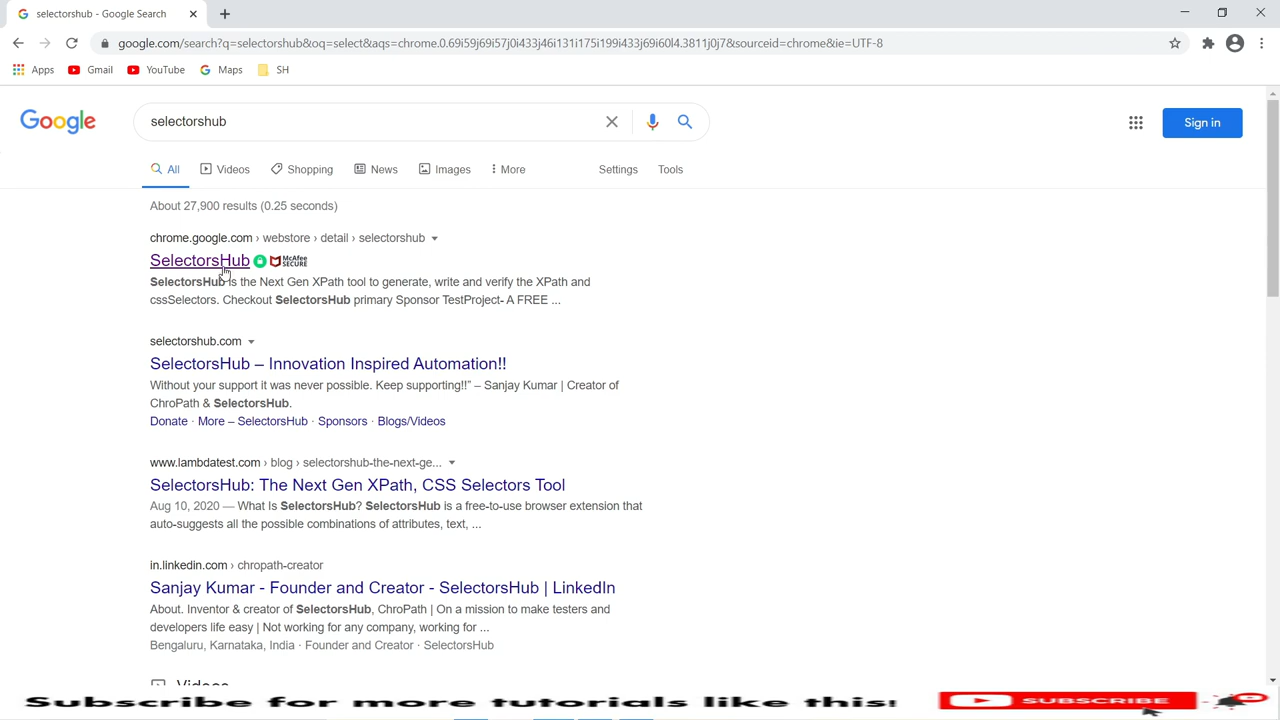 selectorshub - Google Search
google.com/search?q=selectorshub&oq=select&aqs=chrome.0.69i59j69i57j0i433j46i131i175i199i433j69i60l4.3811j0j7&sourceid=chrome&ie=UTF-8
Apps Gmail YouTube Maps SH
Google selectorshub Sign in
All Videos Shopping News Images More Settings Tools
About 27,900 results (0.25 seconds)
chrome.google.com › webstore › detail › selectorshub
SelectorsHub McAfee SECURE
SelectorsHub is the Next Gen XPath tool to generate, write and verify the XPath and
cssSelectors. Checkout SelectorsHub primary Sponsor TestProject- A FREE ...
selectorshub.com
SelectorsHub – Innovation Inspired Automation!!
Without your support it was never possible. Keep supporting!!” – Sanjay Kumar | Creator of
ChroPath & SelectorsHub.
Donate · More – SelectorsHub · Sponsors · Blogs/Videos
www.lambdatest.com › blog › selectorshub-the-next-ge...
SelectorsHub: The Next Gen XPath, CSS Selectors Tool
Aug 10, 2020 — What Is SelectorsHub? SelectorsHub is a free-to-use browser extension that
auto-suggests all the possible combinations of attributes, text, ...
in.linkedin.com › chropath-creator
Sanjay Kumar - Founder and Creator - SelectorsHub | LinkedIn
About. Inventor & creator of SelectorsHub, ChroPath | On a mission to make testers and
developers life easy | Not working for any company, working for ...
Bengaluru, Karnataka, India · Founder and Creator · SelectorsHub
Videos
Subscribe for more tutorials like this! SUBSCRIBE